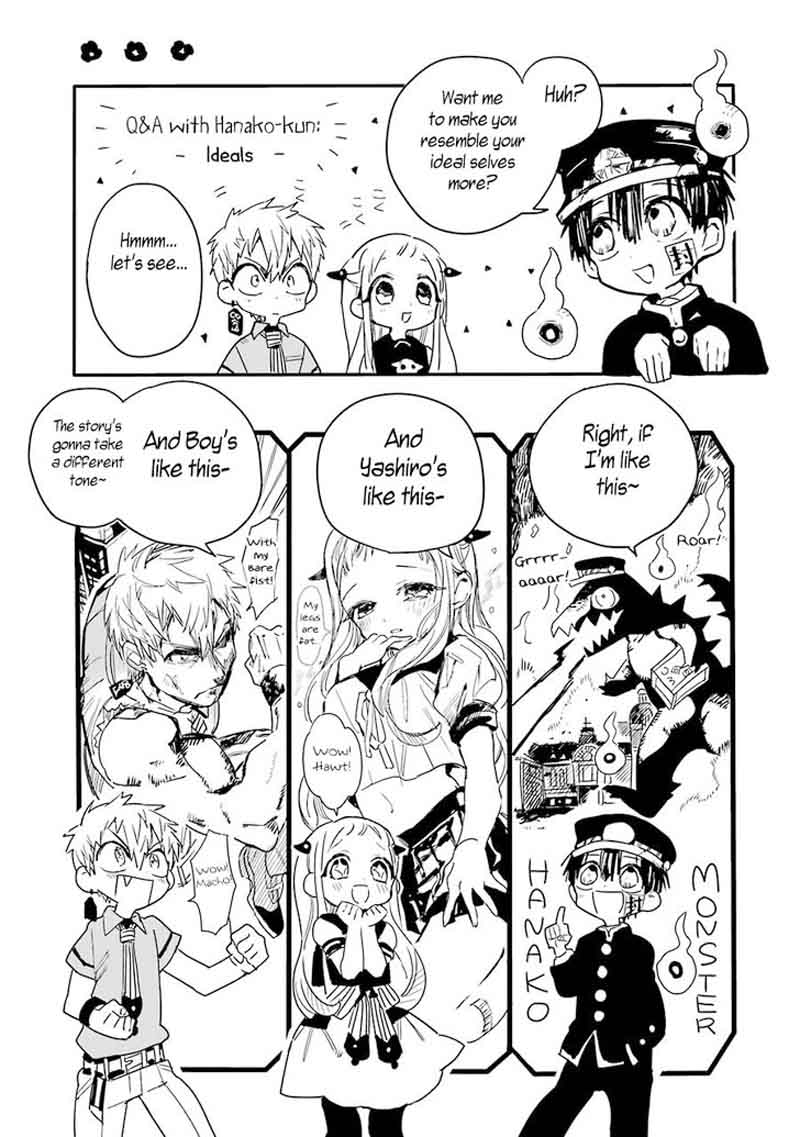 Huh?
Want me
to make you
resemble your
ideal selves
more?
Q&A with Hanako-kun:
- Ideals -
Hmmm...
let's see...
Right, if
I'm like
this~
Roar!
Grrrr_
aaaar!
HANAKO
MONSTER
And
Yashiro's
like this-
My
legs are
fat.
Wow!
Hawt!
And Boy's
like this-
The story's
gonna take
a different
tone~
With
My
Bare
fist!
Wow!
Macho!